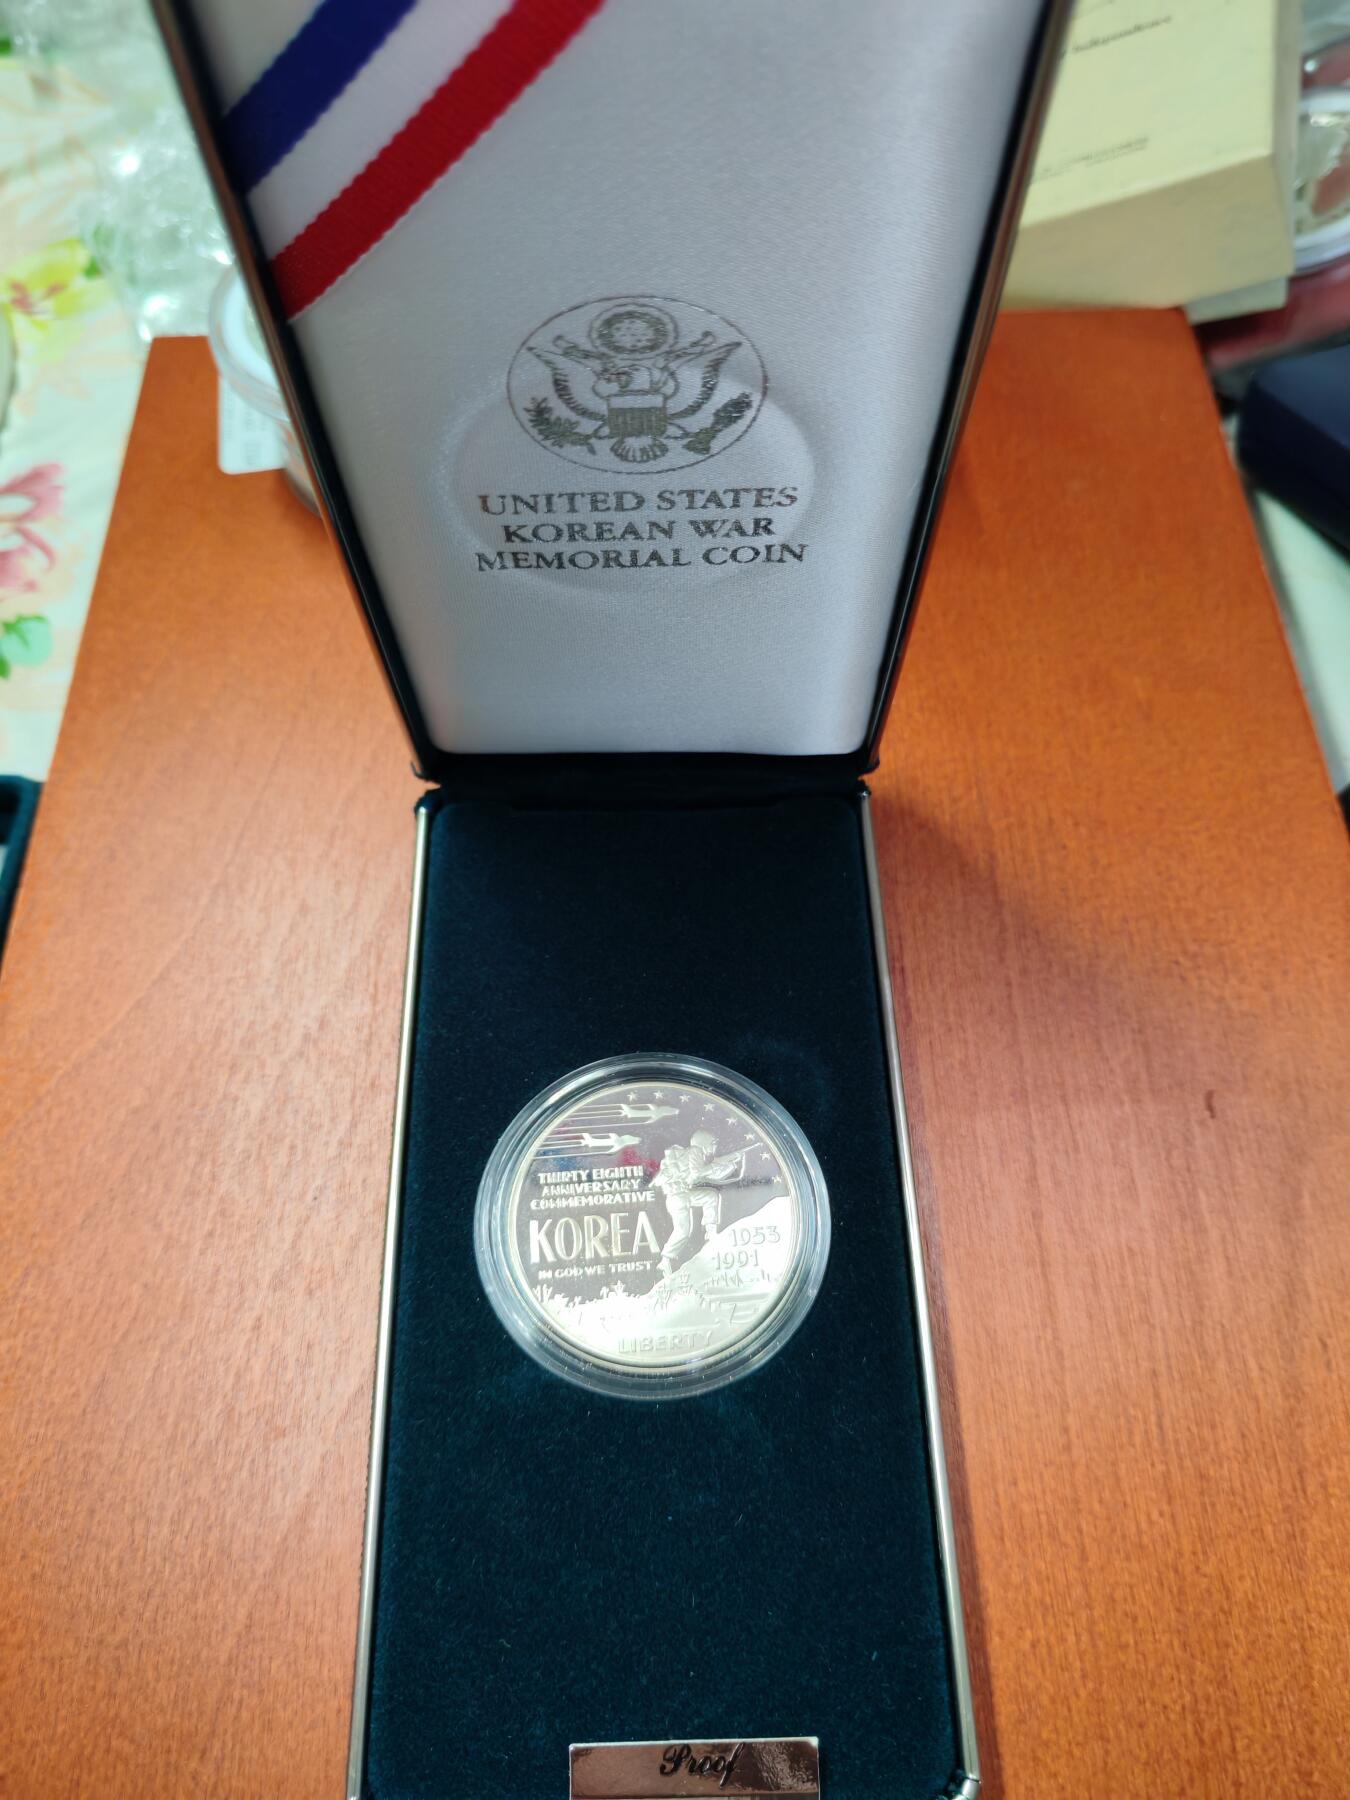 Independence
UNITED STATES
KOREAN WAR
MEMORIAL COIN
THIRTY EIGHTH
ANNIVERSARY
COMMEMORATIVE
KOREA
IN GOD WE TRUST
1953
1991
LIBERTY
Proof